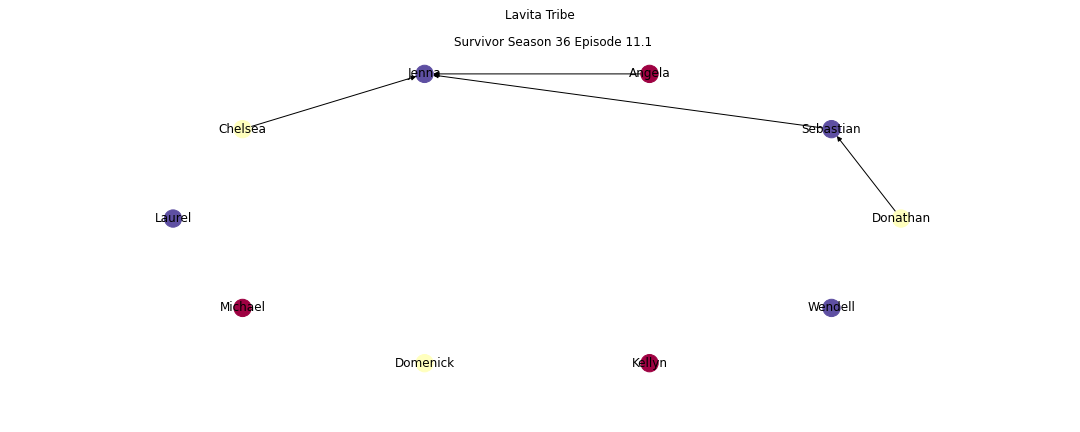 Lavita Tribe
Survivor Season 36 Episode 11.1
Jenna
Angela
Chelsea
Sebastian
Laurel
Donathan
Michael
Wendell
Domenick
Kellyn